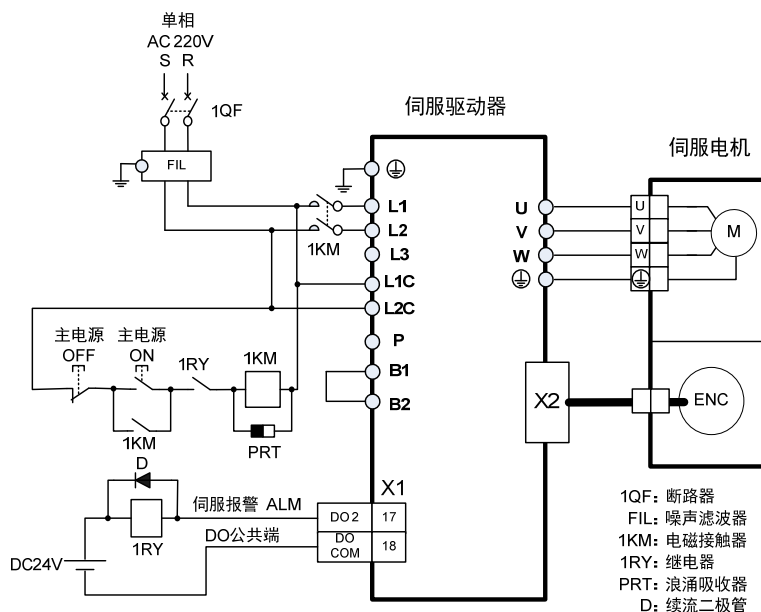 单相
AC 220V
S R
1QF
FIL
伺服驱动器
伺服电机
L1
L2
1KM
L3
L1C
L2C
P
B1
B2
U
V
W
U
V
W
M
主电源
OFF
主电源
ON
1RY
1KM
1KM
PRT
X2
ENC
D
1RY
DC24V
伺服报警 ALM
DO公共端
X1
DO2 17
DO
COM 18
1QF: 断路器
FIL: 噪声滤波器
1KM: 电磁接触器
1RY: 继电器
PRT: 浪涌吸收器
D: 续流二极管